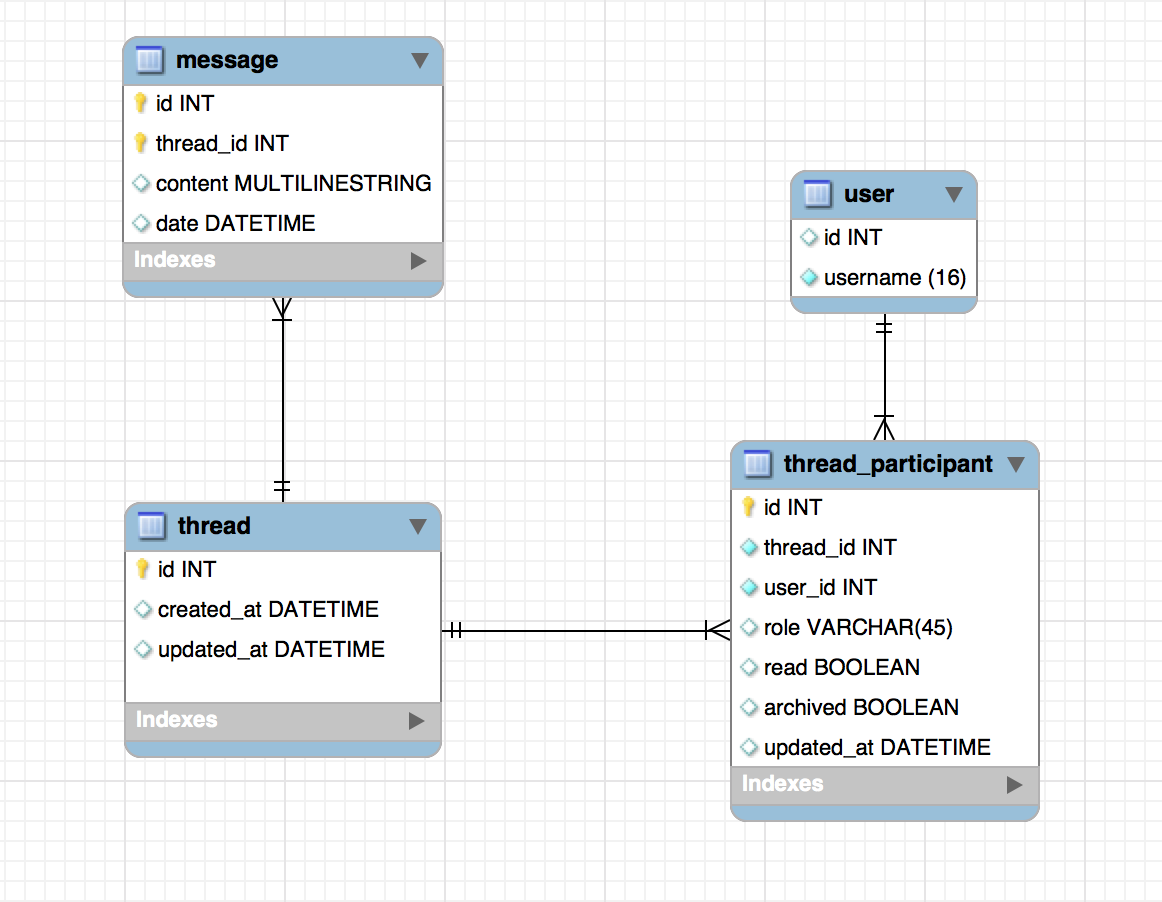 message
id INT
thread_id INT
content MULTILINESTRING
date DATETIME
Indexes
user
id INT
username (16)
thread
id INT
created_at DATETIME
updated_at DATETIME
Indexes
thread_participant
id INT
thread_id INT
user_id INT
role VARCHAR(45)
read BOOLEAN
archived BOOLEAN
updated_at DATETIME
Indexes